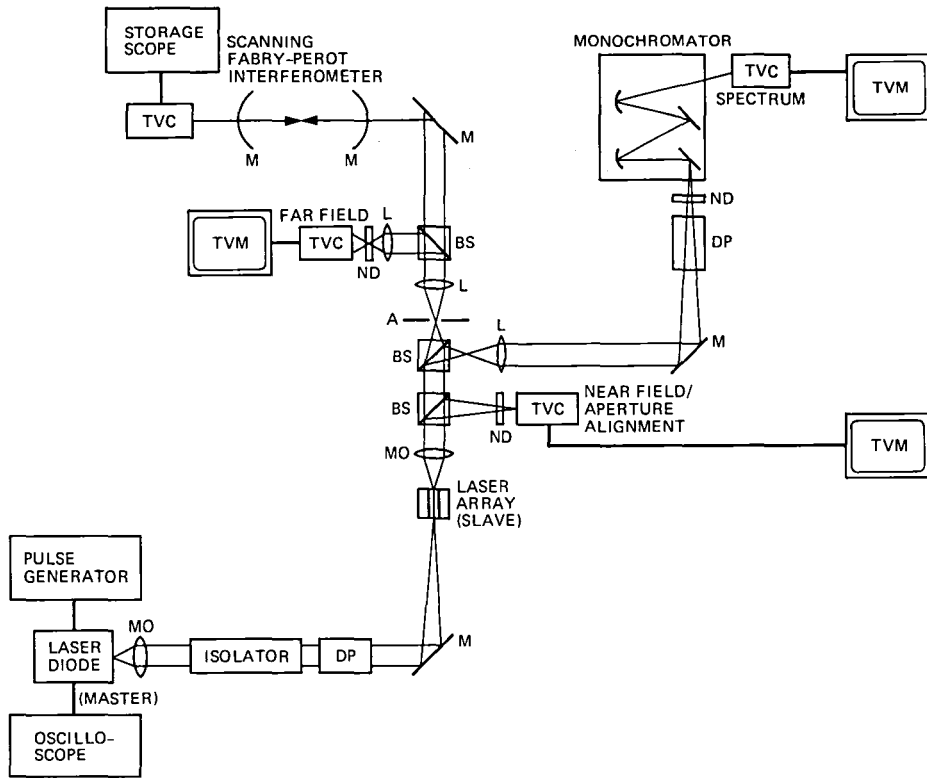 STORAGE
SCOPE
SCANNING
FABRY-PEROT
INTERFEROMETER
TVC
M
M
M
MONOCHROMATOR
TVC
SPECTRUM
TVM
ND
DP
FAR FIELD
L
TVM
TVC
ND
BS
L
A
BS
L
M
BS
ND
TVC
NEAR FIELD/
APERTURE
ALIGNMENT
TVM
MO
LASER
ARRAY
(SLAVE)
PULSE
GENERATOR
MO
LASER
DIODE
ISOLATOR
DP
M
(MASTER)
OSCILLO-
SCOPE